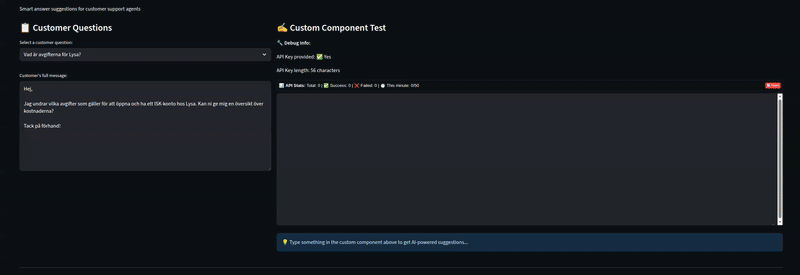 Smart answer suggestions for customer support agents
📋 Customer Questions
Select a customer question:
Vad är avgifterna för Lysa?
Customer's full message:
Hej,
Jag undrar vilka avgifter som gäller för att öppna och ha ett ISK-konto hos Lysa. Kan ni ge mig en översikt över
kostnaderna?
Tack på förhand!
✍️ Custom Component Test
🔧 Debug Info:
API Key provided: ✅ Yes
API Key length: 56 characters
📊 API Stats: Total: 0 | ✅ Success: 0 | ❌ Failed: 0 | ⏱️ This minute: 0/50
💡 Type something in the custom component above to get AI-powered suggestions...